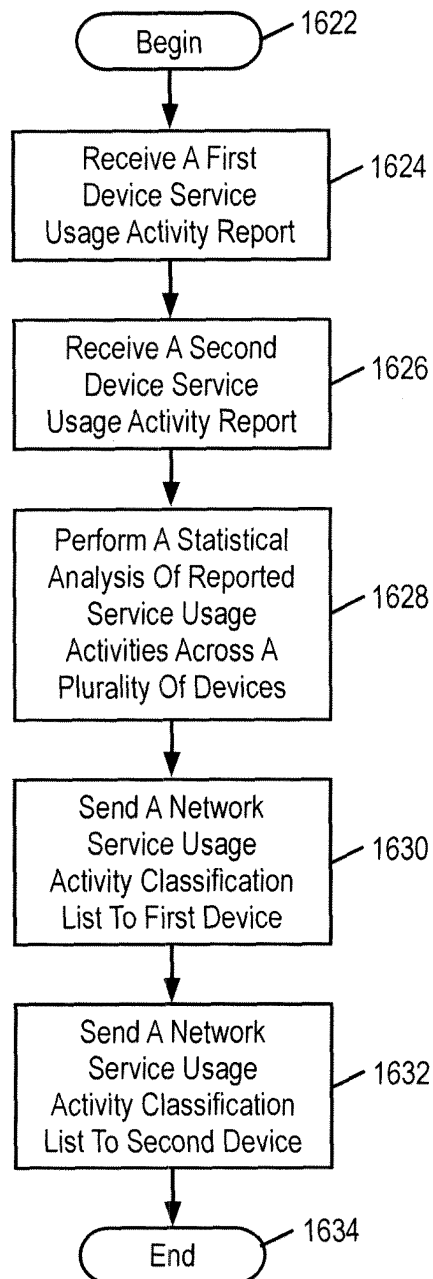 Begin
1622
Receive A First
Device Service
Usage Activity Report
1624
Receive A Second
Device Service
Usage Activity Report
1626
Perform A Statistical
Analysis Of Reported
Service Usage
Activities Across A
Plurality Of Devices
1628
Send A Network
Service Usage
Activity Classification
List To First Device
1630
Send A Network
Service Usage
Activity Classification
List To Second Device
1632
End
1634